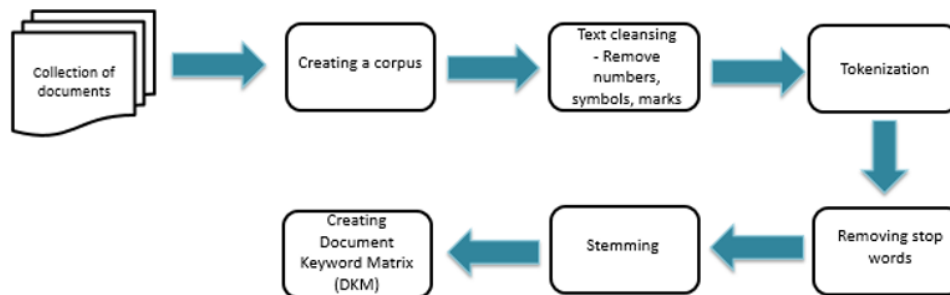 Collection of
documents
Creating a corpus
Text cleansing
- Remove
numbers,
symbols, marks
Tokenization
Removing stop
words
Stemming
Creating
Document
Keyword Matrix
(DKM)